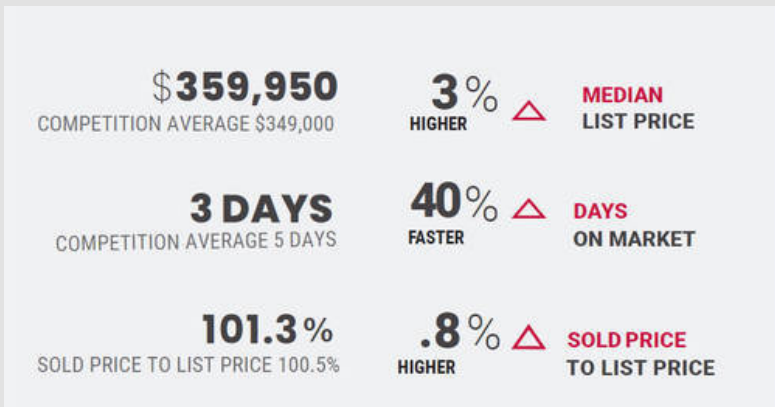 $359,950
COMPETITION AVERAGE $349,000
3%
HIGHER
MEDIAN
LIST PRICE
3 DAYS
COMPETITION AVERAGE 5 DAYS
40%
FASTER
DAYS
ON MARKET
101.3%
SOLD PRICE TO LIST PRICE 100.5%
.8%
HIGHER
SOLD PRICE
TO LIST PRICE